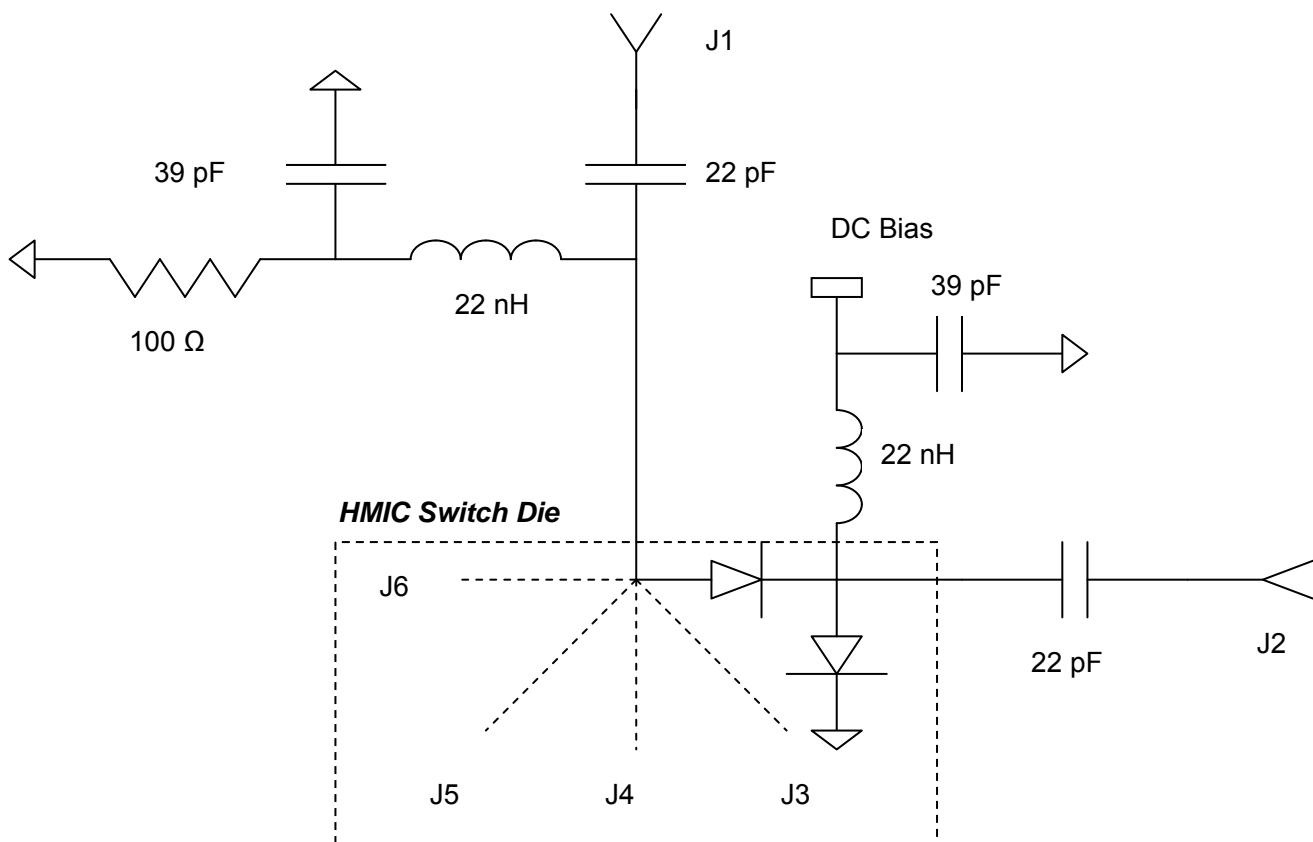 J1
39 pF
22 pF
DC Bias
39 pF
22 nH
100 Ω
22 nH
HMIC Switch Die
J6
J2
22 pF
J5
J4
J3